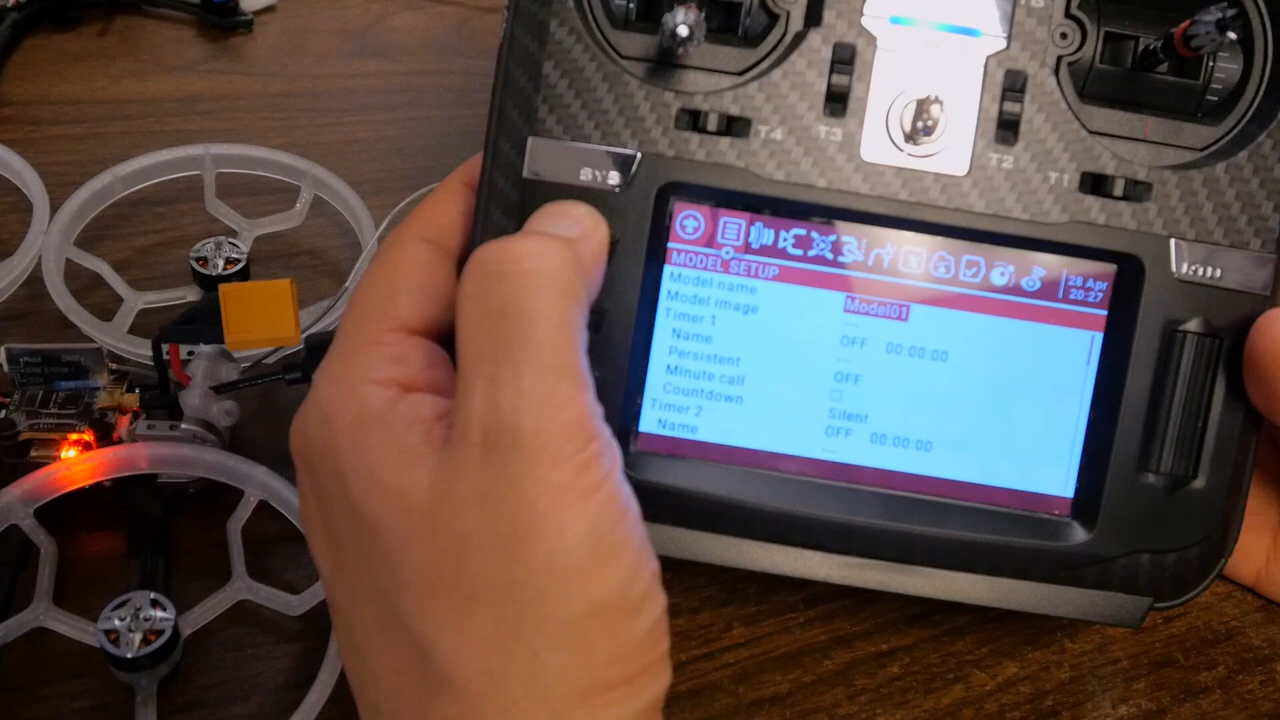 T4
T3
T2
T1
SYS
28 Apr
20:27
MODEL SETUP
Model name Model01
Model image ---
Timer 1 OFF 00:00:00
Name ---
Persistent OFF
Minute call
Countdown Silent
Timer 2 OFF 00:00:00
Name ---